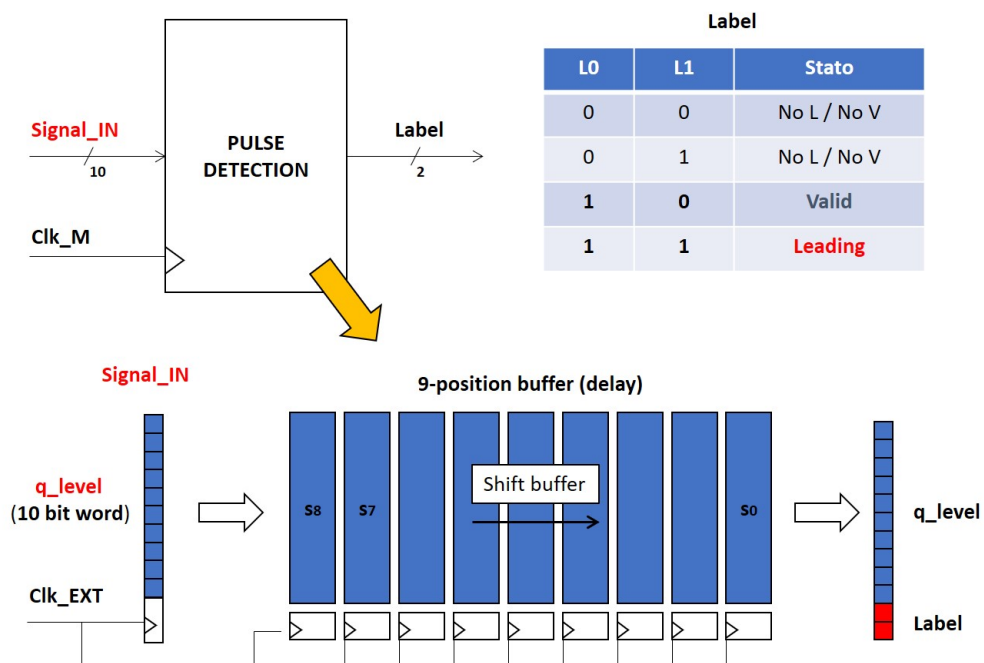 Label
L0 L1 Stato
0 0 No L / No V
0 1 No L / No V
1 0 Valid
1 1 Leading
Signal_IN
10
Clk_M
PULSE
DETECTION
Label
2
Signal_IN
q_level
(10 bit word)
Clk_EXT
9-position buffer (delay)
S8 S7 S0
Shift buffer
q_level
Label